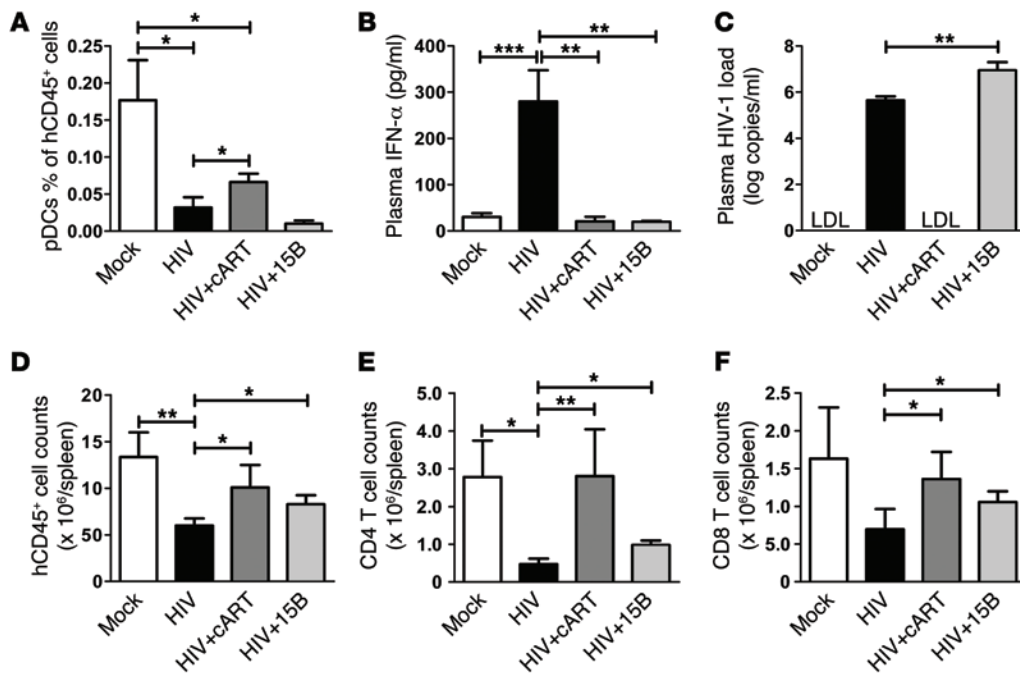 A
pDCs % of hCD45+ cells
0.25
0.20
0.15
0.10
0.05
0.00
*
*
*
Mock
HIV
HIV+cART
HIV+15B
B
Plasma IFN-α (pg/ml)
400
300
200
100
0
**
***
**
Mock
HIV
HIV+cART
HIV+15B
C
Plasma HIV-1 load
(log copies/ml)
8
6
4
2
0
**
LDL
LDL
Mock
HIV
HIV+cART
HIV+15B
D
hCD45+ cell counts
(x 10⁶/spleen)
20
15
10
50
0
*
**
*
Mock
HIV
HIV+cART
HIV+15B
E
CD4 T cell counts
(x 10⁶/spleen)
5.0
4.0
3.0
2.0
1.0
0
*
**
*
Mock
HIV
HIV+cART
HIV+15B
F
CD8 T cell counts
(x 10⁶/spleen)
2.5
2.0
1.5
1.0
5.0
0
*
*
Mock
HIV
HIV+cART
HIV+15B